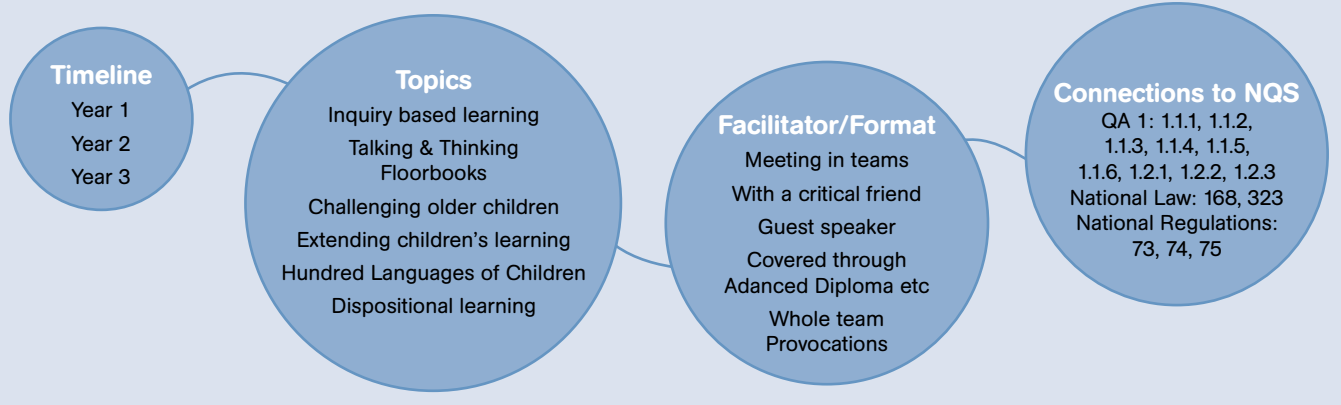 Timeline
Year 1
Year 2
Year 3
Topics
Inquiry based learning
Talking & Thinking
Floorbooks
Challenging older children
Extending children's learning
Hundred Languages of Children
Dispositional learning
Facilitator/Format
Meeting in teams
With a critical friend
Guest speaker
Covered through
Adanced Diploma etc
Whole team
Provocations
Connections to NQS
QA 1: 1.1.1, 1.1.2,
1.1.3, 1.1.4, 1.1.5,
1.1.6, 1.2.1, 1.2.2, 1.2.3
National Law: 168, 323
National Regulations:
73, 74, 75